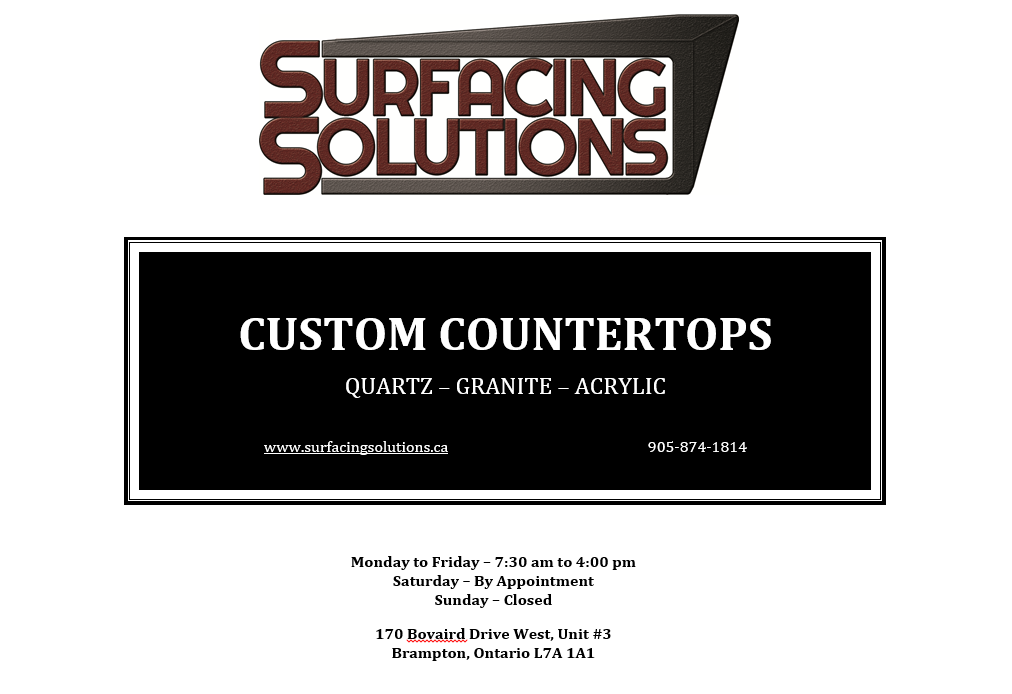 SURFACING
SOLUTIONS
CUSTOM COUNTERTOPS
QUARTZ – GRANITE – ACRYLIC
www.surfacingsolutions.ca 905-874-1814
Monday to Friday – 7:30 am to 4:00 pm
Saturday – By Appointment
Sunday – Closed
170 Bovaird Drive West, Unit #3
Brampton, Ontario L7A 1A1